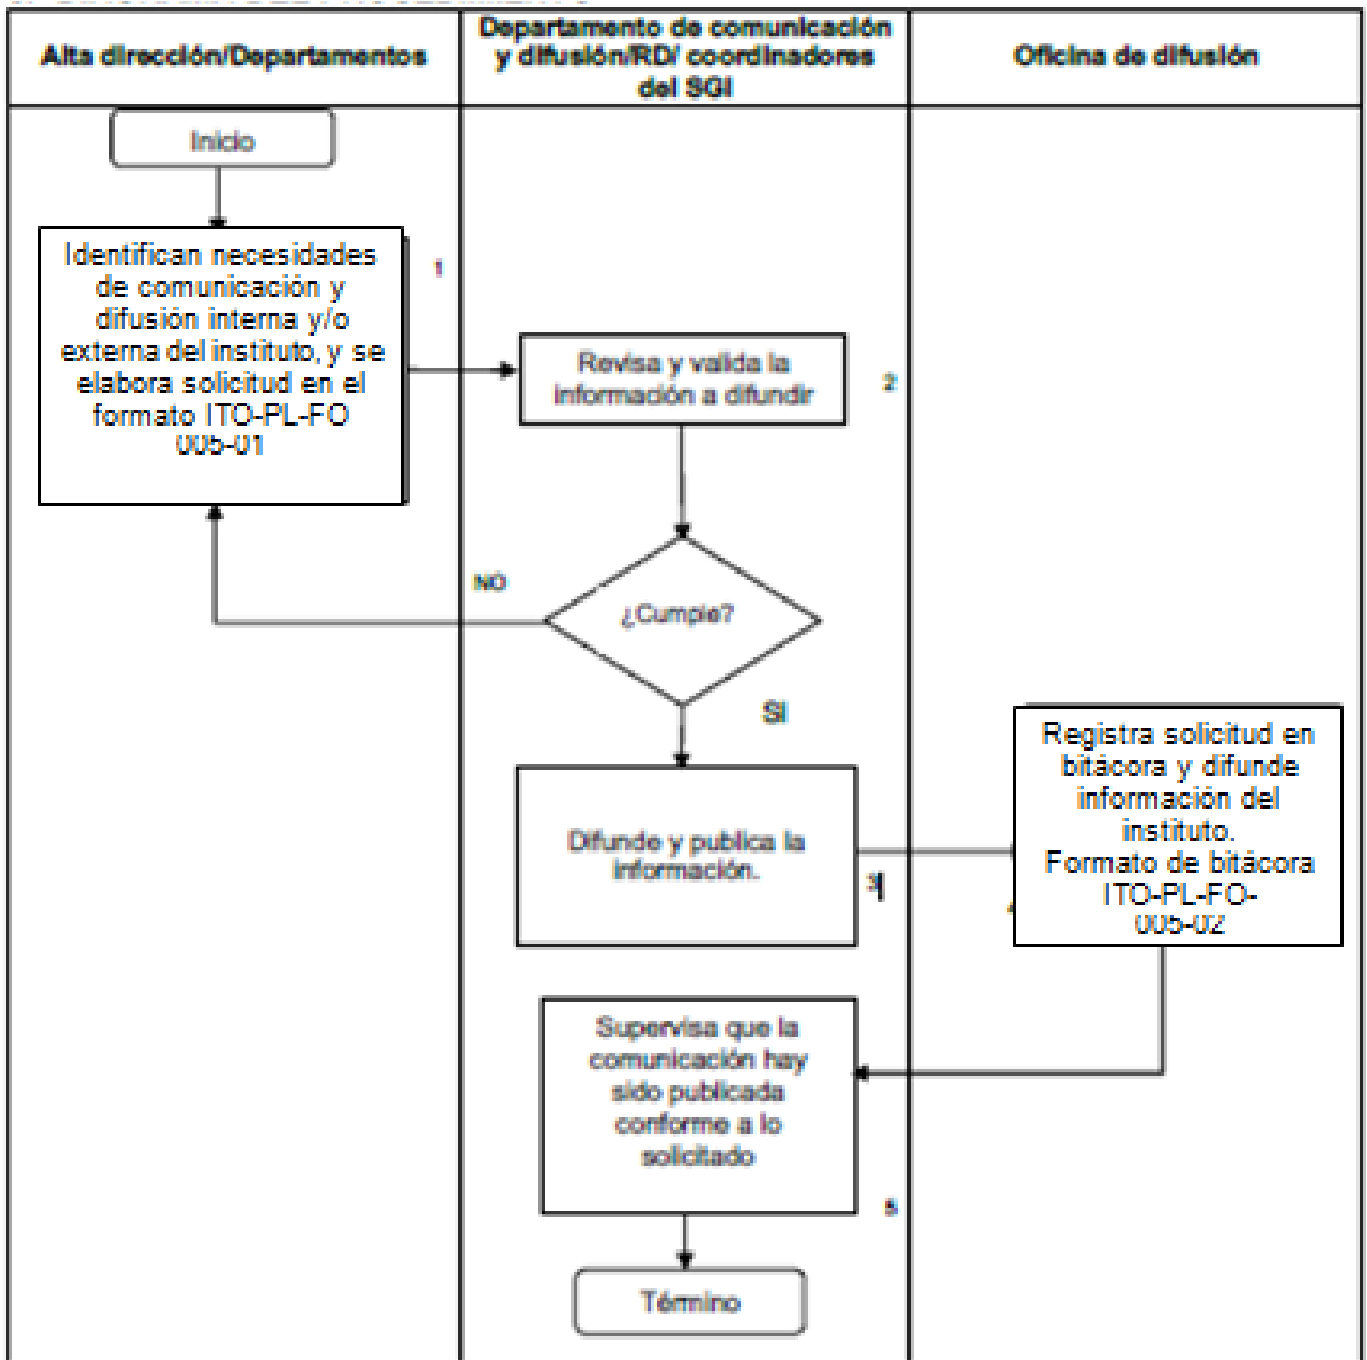 Alta dirección/Departamentos
Departamento de comunicación
y difusión/RD/ coordinadores
del SGI
Oficina de difusión
Inicio
Identifican necesidades
de comunicación y
difusión interna y/o
externa del instituto, y se
elabora solicitud en el
formato ITO-PL-FO
005-01
1
Revisa y valida la
información a difundir
2
¿Cumple?
NO
SI
Difunde y publica la
información.
3
Registra solicitud en
bitácora y difunde
información del
instituto.
Formato de bitácora
ITO-PL-FO-
005-02
Supervisa que la
comunicación hay
sido publicada
conforme a lo
solicitado
5
Término